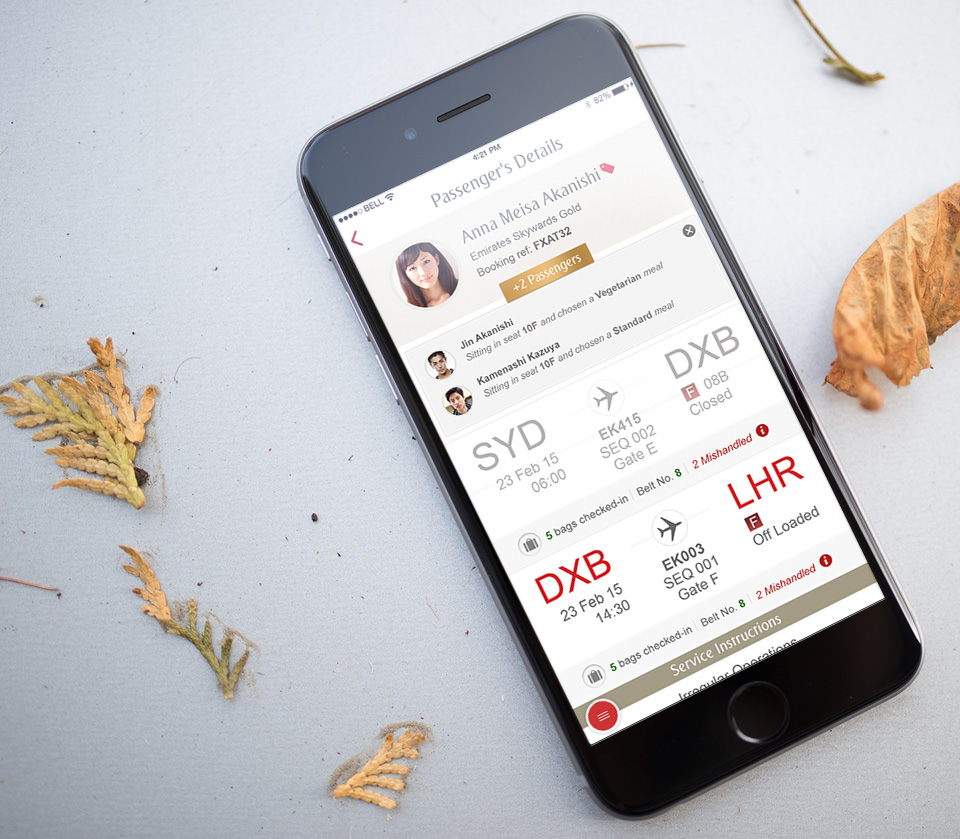 BELL 4:21 PM 82%
Passenger's Details
Anna Meisa Akanishi
Emirates Skywards Gold
Booking ref: FXAT32
+2 Passengers
Jin Akanishi
Sitting in seat 10F and chosen a Vegetarian meal
Kamenashi Kazuya
Sitting in seat 10F and chosen a Standard meal
SYD
23 Feb 15
06:00
EK415
SEQ 002
Gate E
DXB
F 08B
Closed
5 bags checked-in Belt No. 8 2 Mishandled
DXB
23 Feb 15
14:30
EK003
SEQ 001
Gate F
LHR
F
Off Loaded
5 bags checked-in Belt No. 8 2 Mishandled
Service Instructions
Irregular Operations